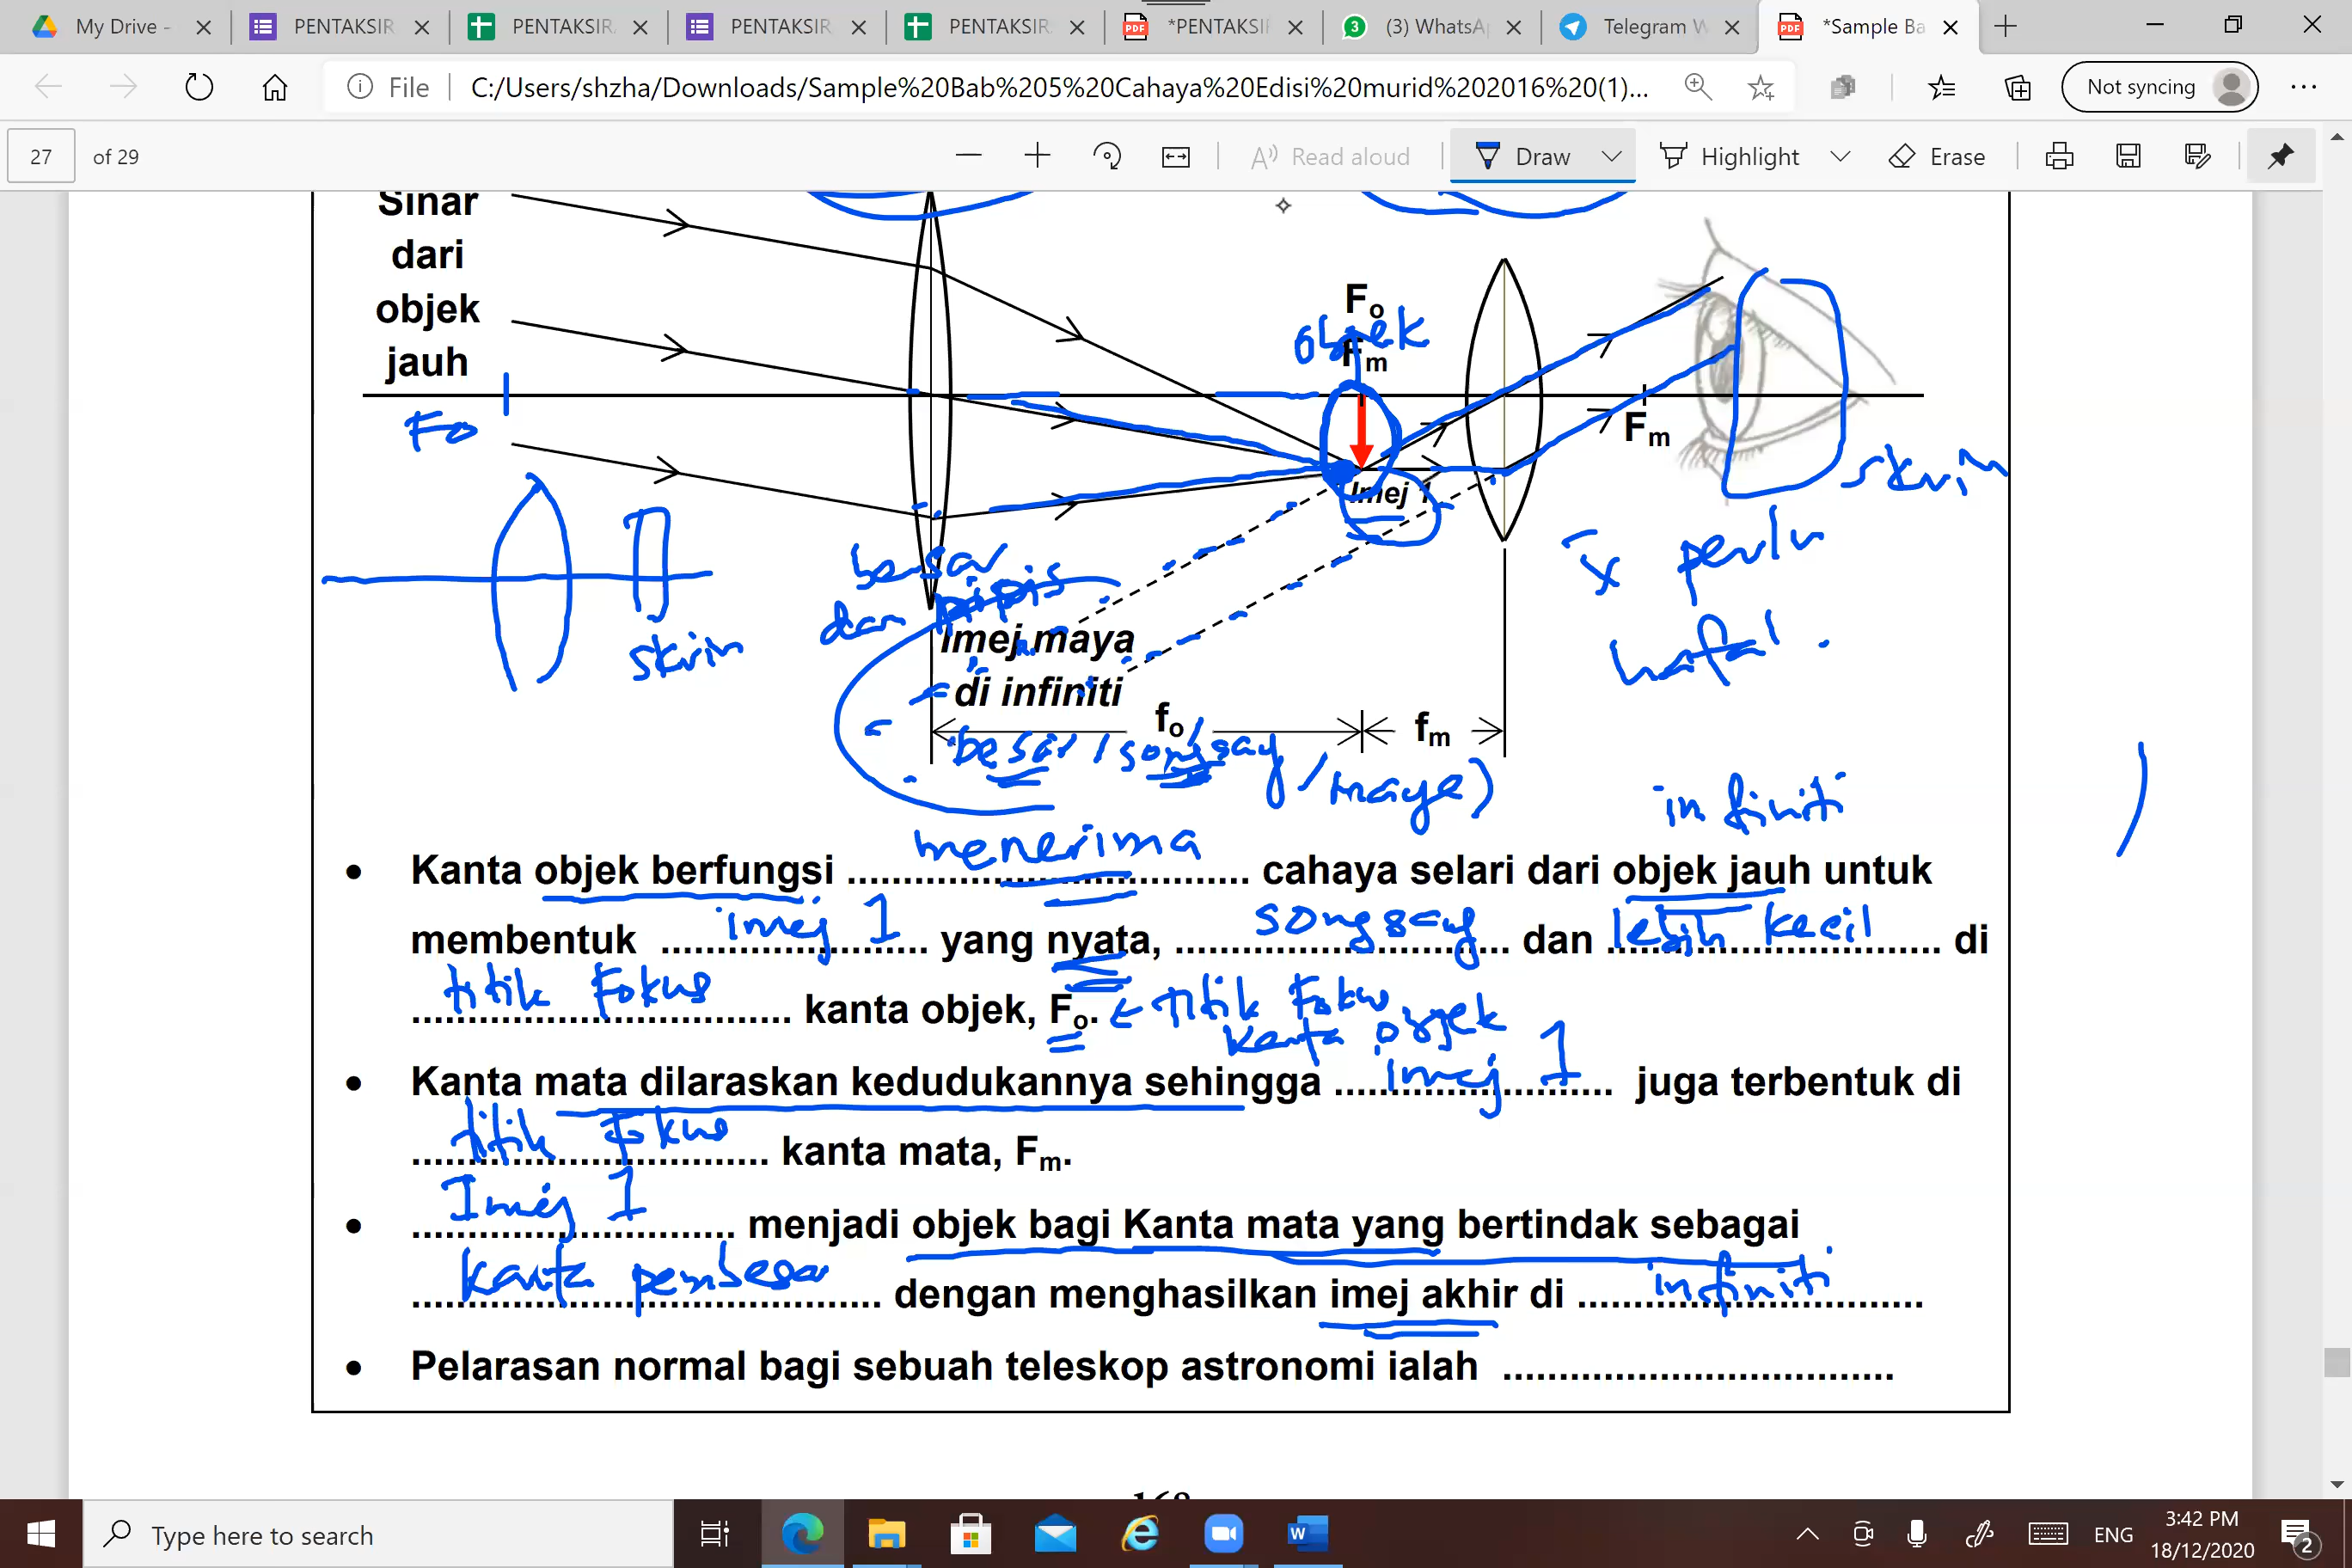 My Drive -
PENTAKSIR
PENTAKSIR
PENTAKSIR
PENTAKSIR
*PENTAKSI
(3) WhatsA
Telegram W
*Sample Ba
File
C:/Users/shzha/Downloads/Sample%20Bab%205%20Cahaya%20Edisi%20murid%202016%20(1)...
Not syncing
27 of 29
Read aloud
Draw
Highlight
Erase
Sinar
dari
objek
jauh
Fo
objek
Fm
Fo
Fm
skrin
Imej 1
x perlu
hafal.
besar
dan nipis
skrin
Imej maya
di infiniti
fo
fm
besar / songsang / maya)
infiniti
menerima
• Kanta objek berfungsi .................................... cahaya selari dari objek jauh untuk
imej 1 songsang lebih kecil
membentuk ........................ yang nyata, .............................. dan .............................. di
titik fokus
.................................. kanta objek, Fo. ← titik fokus
kanta objek
imej 1
• Kanta mata dilaraskan kedudukannya sehingga ......................... juga terbentuk di
titik fokus
................................ kanta mata, Fm.
Imej 1
• ............................. menjadi objek bagi Kanta mata yang bertindak sebagai
kanta pembesar infiniti
.......................................... dengan menghasilkan imej akhir di ...............................
• Pelarasan normal bagi sebuah teleskop astronomi ialah ...................................
Type here to search
ENG
3:42 PM
18/12/2020
2